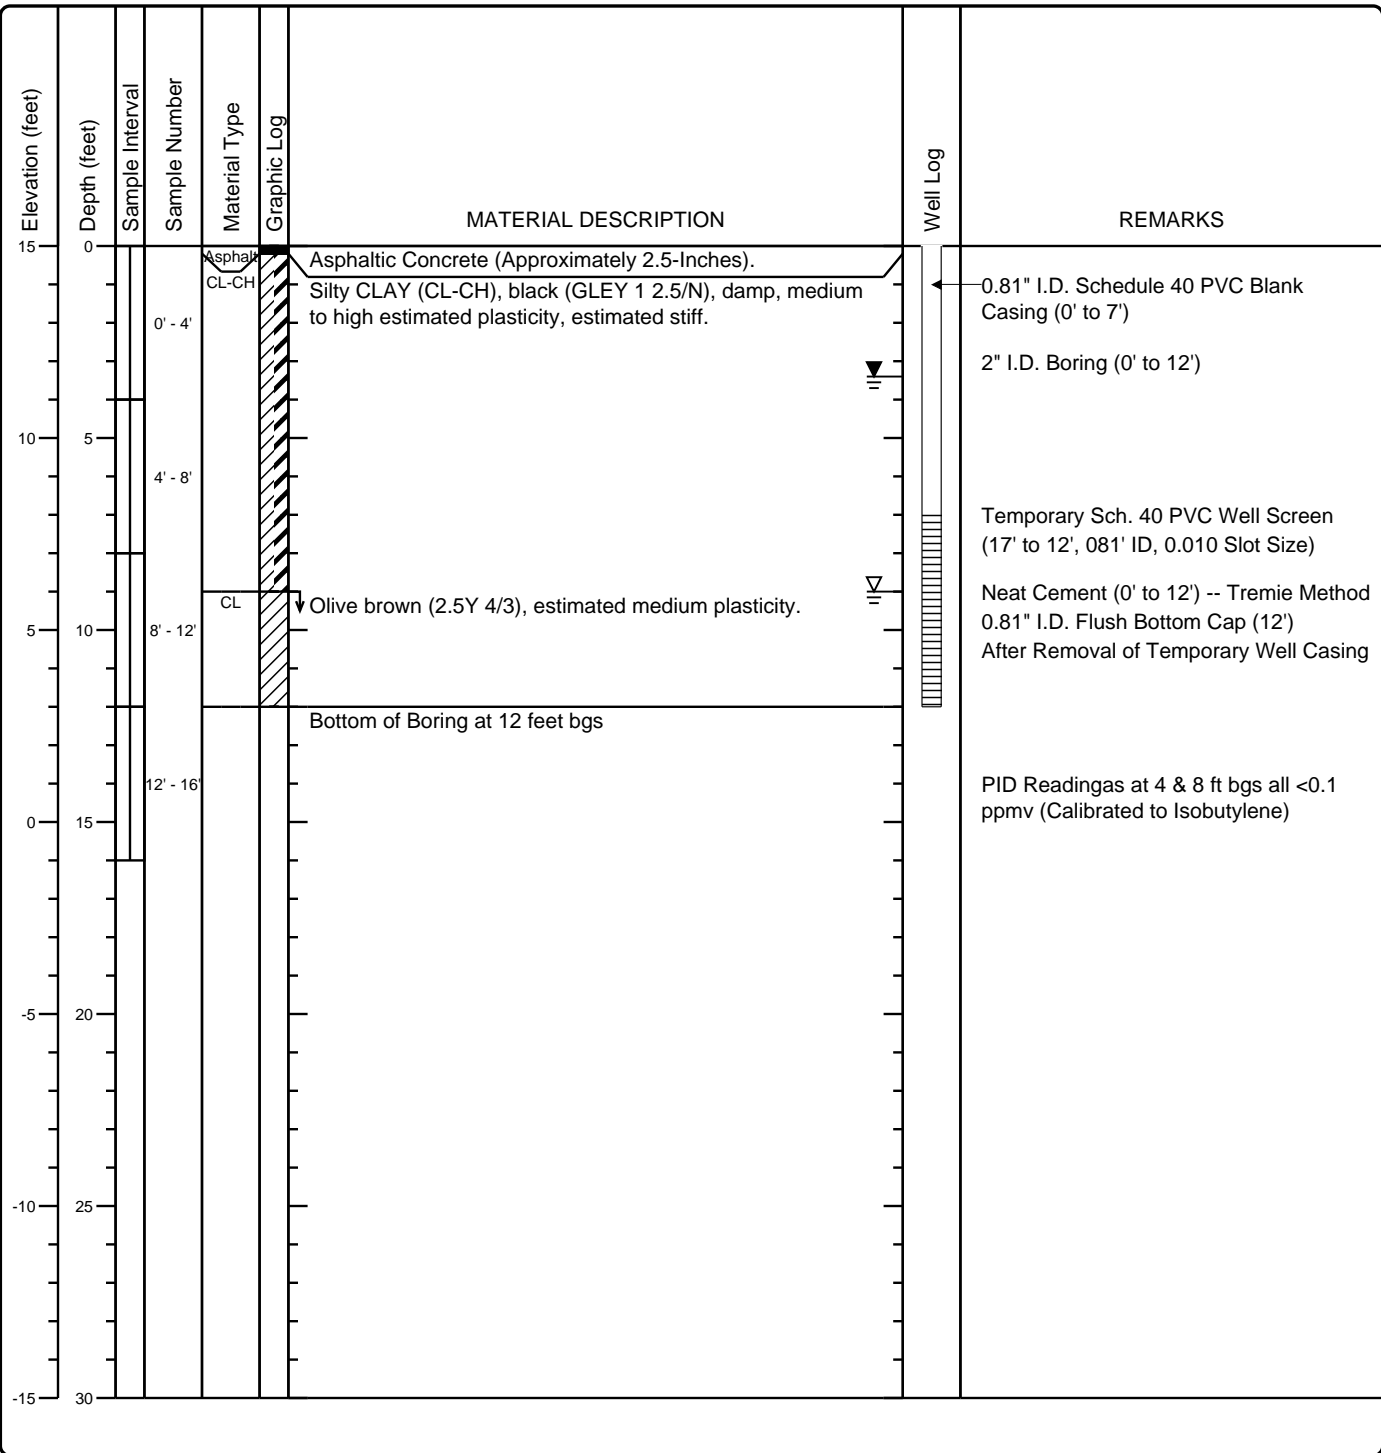 Elevation (feet)
Depth (feet)
Sample Interval
Sample Number
Material Type
Graphic Log
MATERIAL DESCRIPTION
Well Log
REMARKS
15
0
Asphalt
Asphaltic Concrete (Approximately 2.5-Inches).
CL-CH
Silty CLAY (CL-CH), black (GLEY 1 2.5/N), damp, medium
to high estimated plasticity, estimated stiff.
0.81" I.D. Schedule 40 PVC Blank
Casing (0' to 7')
0' - 4'
2" I.D. Boring (0' to 12')
10
5
4' - 8'
Temporary Sch. 40 PVC Well Screen
(17' to 12', 081' ID, 0.010 Slot Size)
CL
Olive brown (2.5Y 4/3), estimated medium plasticity.
Neat Cement (0' to 12') -- Tremie Method
0.81" I.D. Flush Bottom Cap (12')
After Removal of Temporary Well Casing
5
10
8' - 12'
Bottom of Boring at 12 feet bgs
12' - 16'
PID Readingas at 4 & 8 ft bgs all <0.1
ppmv (Calibrated to Isobutylene)
0
15
-5
20
-10
25
-15
30